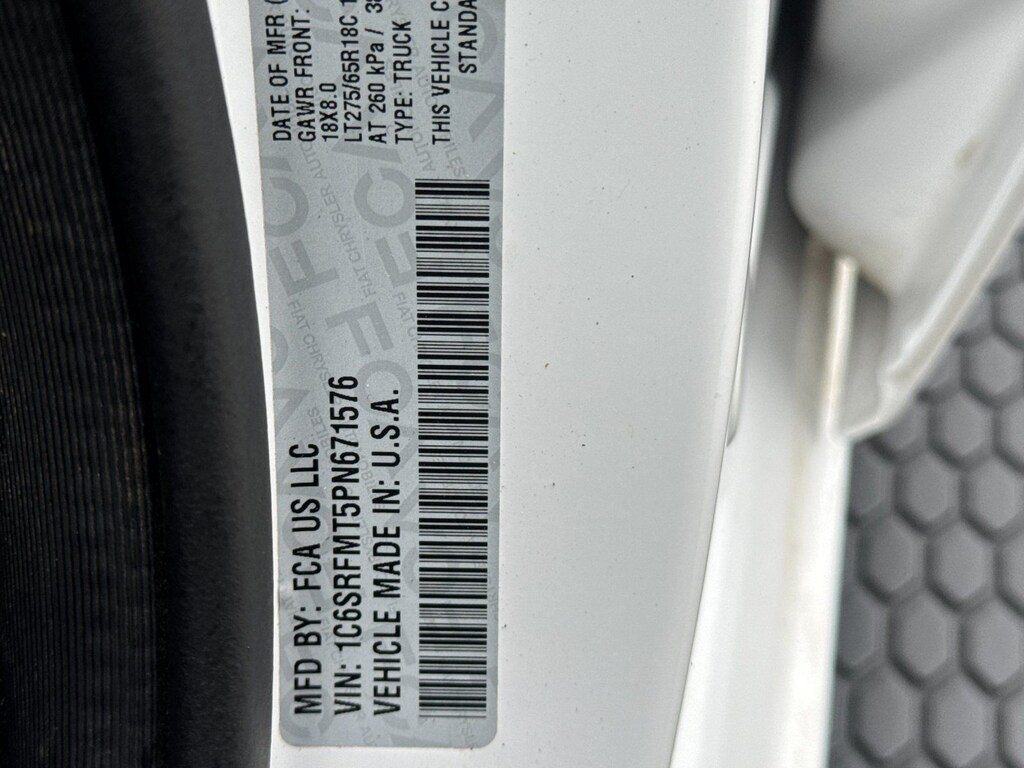 MFD BY: FCA US LLC
VIN: 1C6SRFMT5PN671576
VEHICLE MADE IN: U.S.A.
DATE OF MFR
GAWR FRONT:
18X8.0
LT275/65R18C
AT 260 kPa /
TYPE: TRUCK
THIS VEHICLE